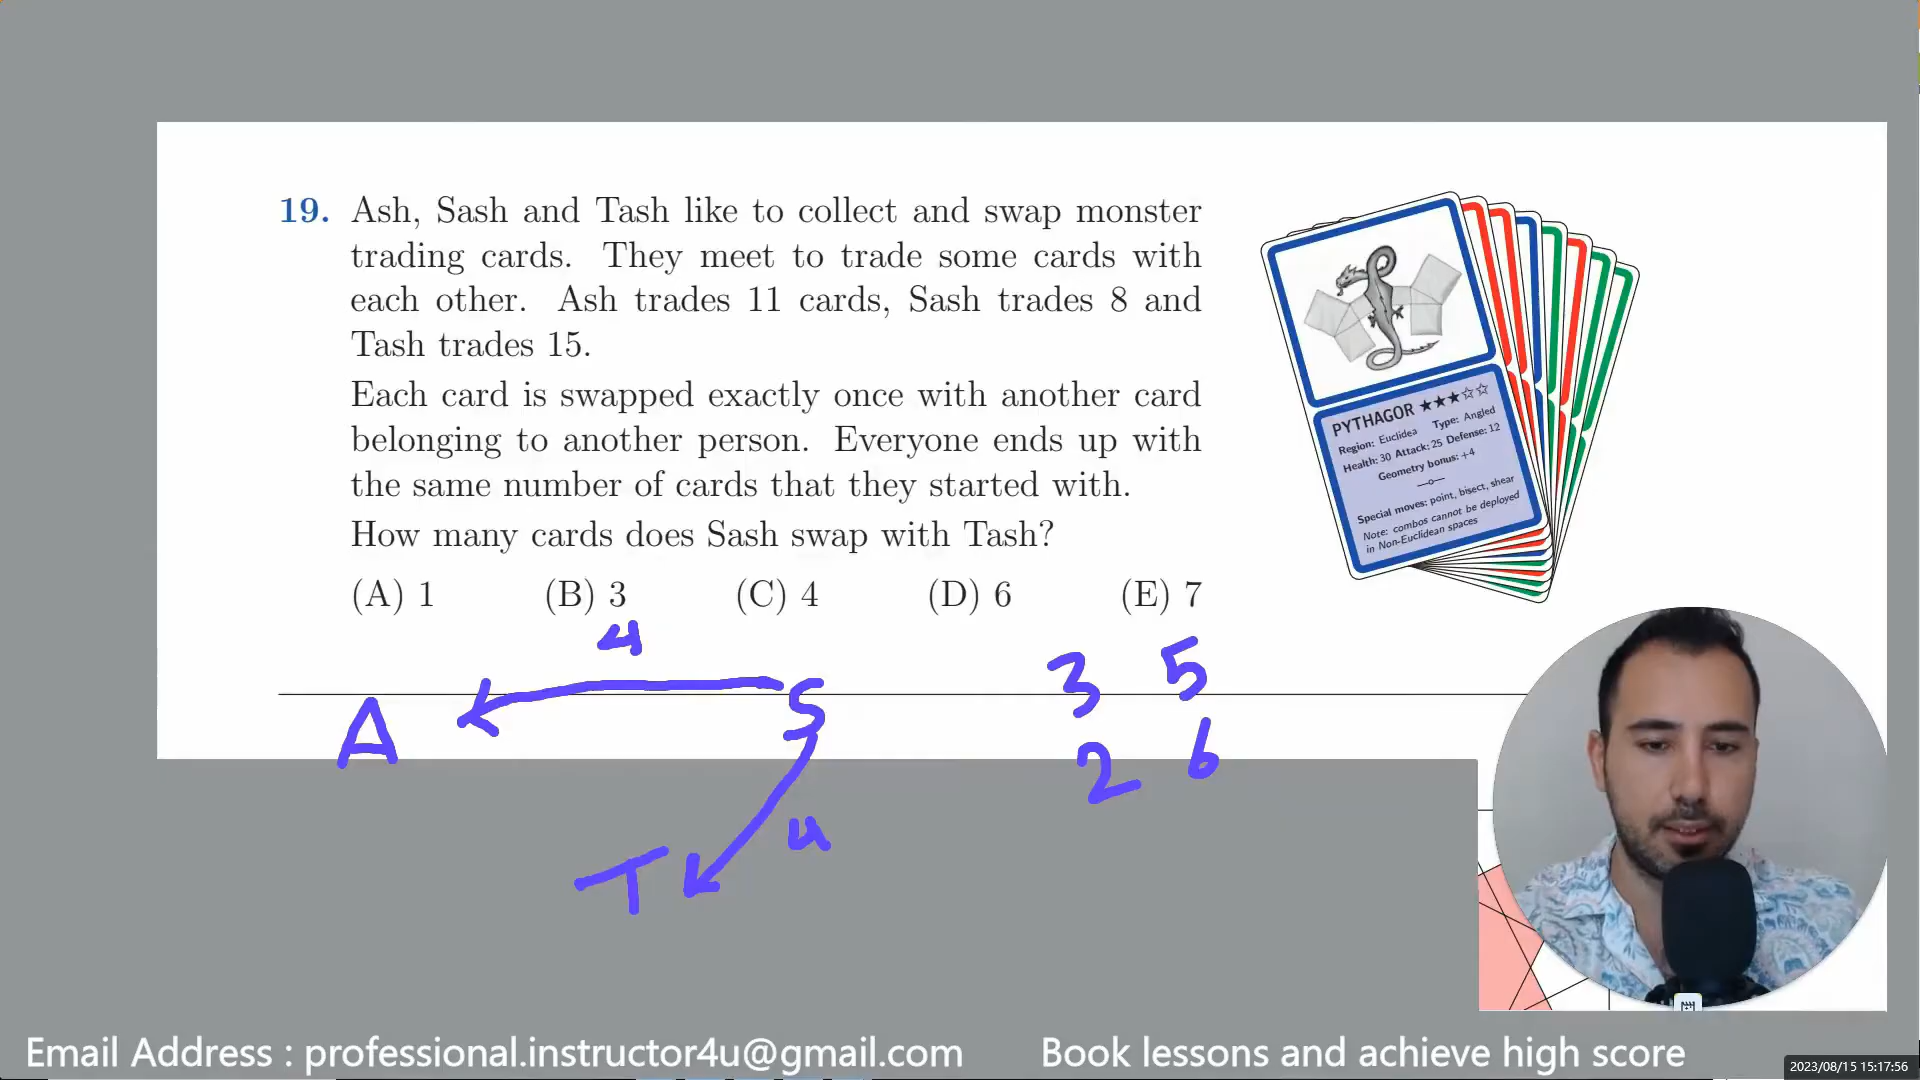 19. Ash, Sash and Tash like to collect and swap monster
trading cards. They meet to trade some cards with
each other. Ash trades 11 cards, Sash trades 8 and
Tash trades 15.
Each card is swapped exactly once with another card
belonging to another person. Everyone ends up with
the same number of cards that they started with.
How many cards does Sash swap with Tash?
(A) 1 (B) 3 (C) 4 (D) 6 (E) 7
PYTHAGOR ★★★☆☆
Region: Euclidea Type: Angled
Health: 30 Attack: 25 Defense: 12
Geometry bonus: +4
Special moves: point, bisect, shear
Note: combos cannot be deployed
in Non-Euclidean spaces
4
A S
4
T
3 5
2 6
Email Address : professional.instructor4u@gmail.com Book lessons and achieve high score
2023/08/15 15:17:56